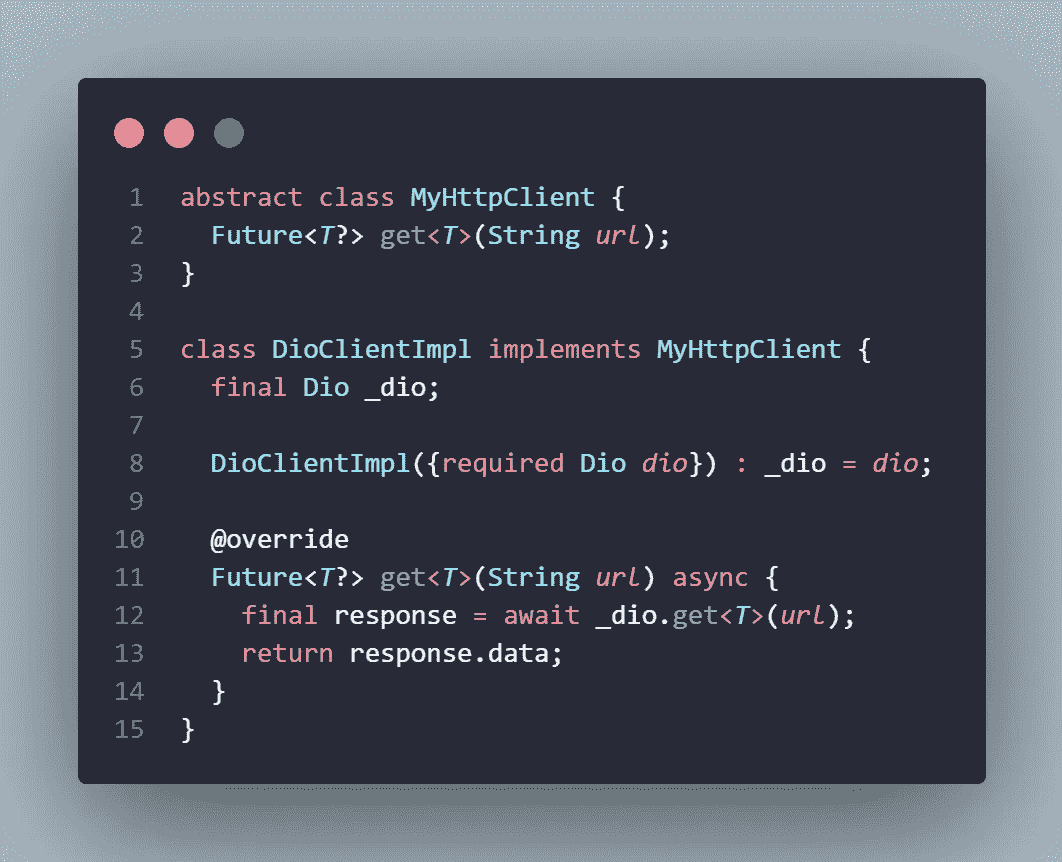 1 abstract class MyHttpClient {
2   Future<T?> get<T>(String url);
3 }
4
5 class DioClientImpl implements MyHttpClient {
6   final Dio _dio;
7
8   DioClientImpl({required Dio dio}) : _dio = dio;
9
10   @override
11   Future<T?> get<T>(String url) async {
12     final response = await _dio.get<T>(url);
13     return response.data;
14   }
15 }